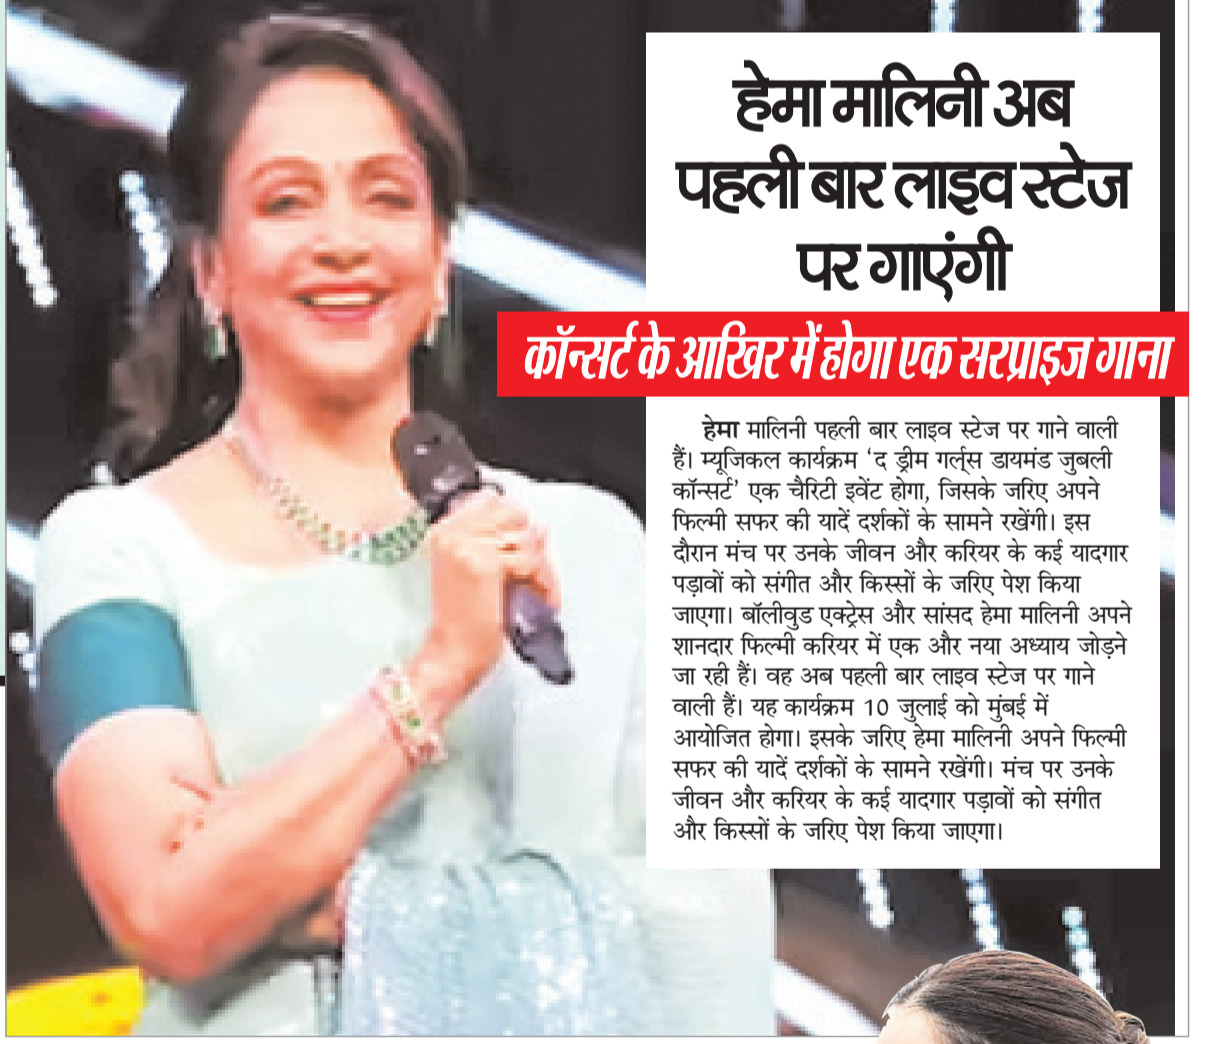 हेमा मालिनी अब
पहली बार लाइव स्टेज
पर गाएंगी
कॉन्सर्ट के आखिर में होगा एक सरप्राइज गाना
हेमा मालिनी पहली बार लाइव स्टेज पर गाने वाली
हैं। म्यूजिकल कार्यक्रम ‘द ड्रीम गर्ल्स डायमंड जुबली
कॉन्सर्ट’ एक चैरिटी इवेंट होगा, जिसके जरिए अपने
फिल्मी सफर की यादें दर्शकों के सामने रखेंगी। इस
दौरान मंच पर उनके जीवन और करियर के कई यादगार
पड़ावों को संगीत और किस्सों के जरिए पेश किया
जाएगा। बॉलीवुड एक्ट्रेस और सांसद हेमा मालिनी अपने
शानदार फिल्मी करियर में एक और नया अध्याय जोड़ने
जा रही हैं। वह अब पहली बार लाइव स्टेज पर गाने
वाली हैं। यह कार्यक्रम 10 जुलाई को मुंबई में
आयोजित होगा। इसके जरिए हेमा मालिनी अपने फिल्मी
सफर की यादें दर्शकों के सामने रखेंगी। मंच पर उनके
जीवन और करियर के कई यादगार पड़ावों को संगीत
और किस्सों के जरिए पेश किया जाएगा।